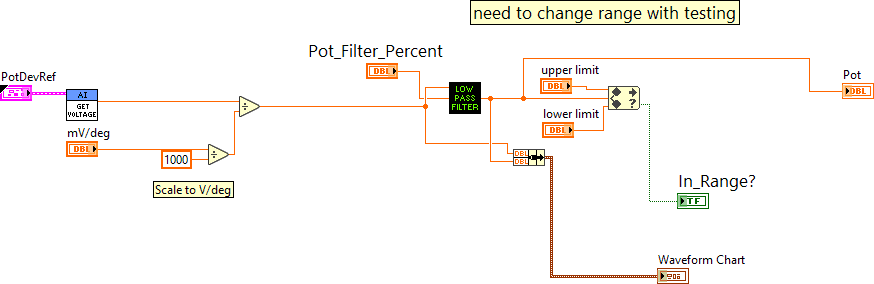 need to change range with testing
Pot_Filter_Percent
DBL
PotDevRef
AI
GET
VOLTAGE
mV/deg
DBL
1000
Scale to V/deg
LOW
PASS
FILTER
upper limit
DBL
lower limit
DBL
?
Pot
DBL
DBL
DBL
In_Range?
TF
Waveform Chart